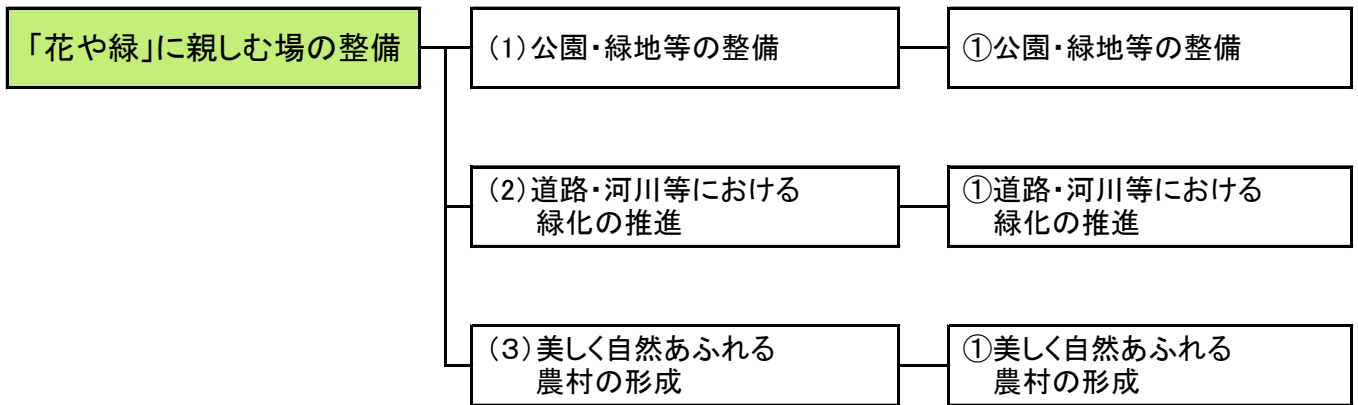 「花や緑」に親しむ場の整備
(1)公園・緑地等の整備
①公園・緑地等の整備
(2)道路・河川等における
緑化の推進
①道路・河川等における
緑化の推進
(３)美しく自然あふれる
農村の形成
①美しく自然あふれる
農村の形成